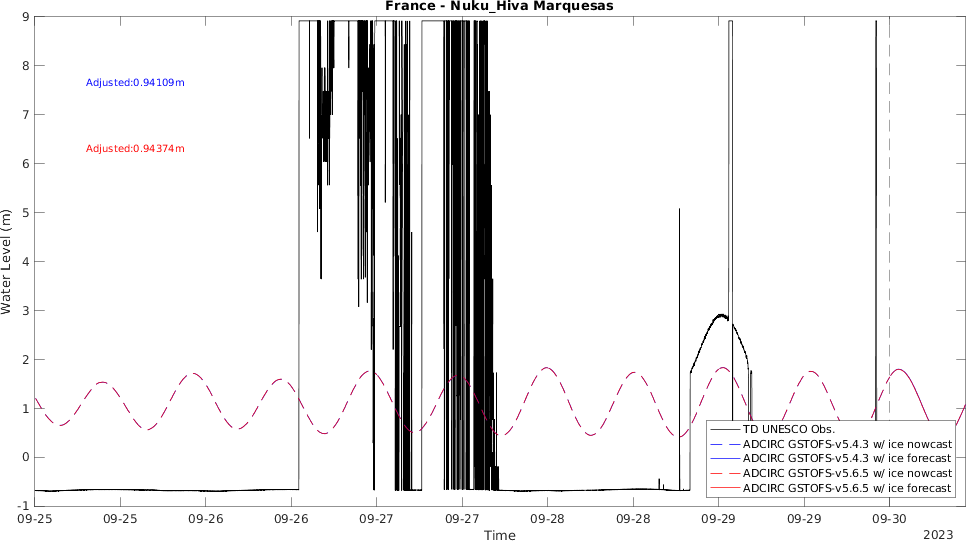 France - Nuku_Hiva Marquesas
9
8
7
6
5
4
3
2
1
0
-1
Water Level (m)
Adjusted:0.94109m
Adjusted:0.94374m
TD UNESCO Obs.
ADCIRC GSTOFS-v5.4.3 w/ ice nowcast
ADCIRC GSTOFS-v5.4.3 w/ ice forecast
ADCIRC GSTOFS-v5.6.5 w/ ice nowcast
ADCIRC GSTOFS-v5.6.5 w/ ice forecast
09-25 09-25 09-26 09-26 09-27 09-27 09-28 09-28 09-29 09-29 09-30
Time
2023